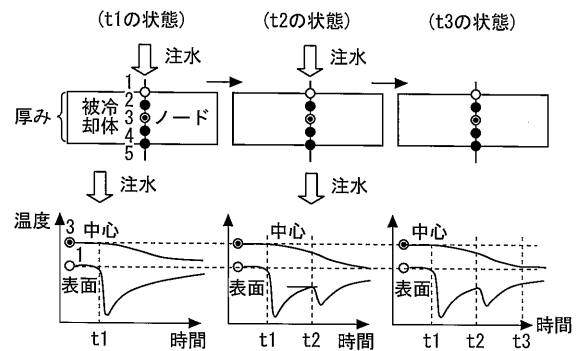 (t1の状態) (t2の状態) (t3の状態)
注水 注水
1
2
3
4
5
厚み
被冷
却体
ノード
注水 注水
温度 3 中心 中心 中心
1
表面 表面 表面
t1 時間 t1 t2 時間 t1 t2 t3 時間